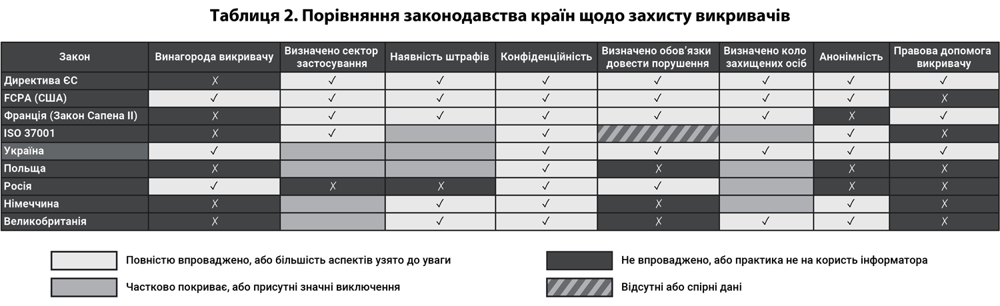 Таблиця 2. Порівняння законодавства країн щодо захисту викривачів
Закон Винагорода викривачу Визначено сектор застосування Наявність штрафів Конфіденційність Визначено обов’язки довести порушення Визначено коло захищених осіб Анонімність Правова допомога викривачу
Директива ЄС ✗ ✓ ✓ ✓ ✓ ✓ ✓ ✓
FCPA (США) ✓ ✓ ✓ ✓ ✓ ✓ ✓ ✗
Франція (Закон Сапена II) ✗ ✓ ✓ ✓ ✓ ✓ ✗ ✓
ISO 37001 ✗ ✓ ✓ ✓ ✗
Україна ✓ ✓ ✓ ✓ ✓ ✓
Польща ✗ ✓ ✗ ✗ ✗
Росія ✓ ✗ ✗ ✓ ✓ ✗ ✗
Німеччина ✗ ✓ ✓ ✗ ✓ ✗
Великобританія ✗ ✓ ✓ ✗ ✓ ✓ ✗
Повністю впроваджено, або більшість аспектів узято до уваги
Не впроваджено, або практика не на користь інформатора
Частково покриває, або присутні значні виключення
Відсутні або спірні дані